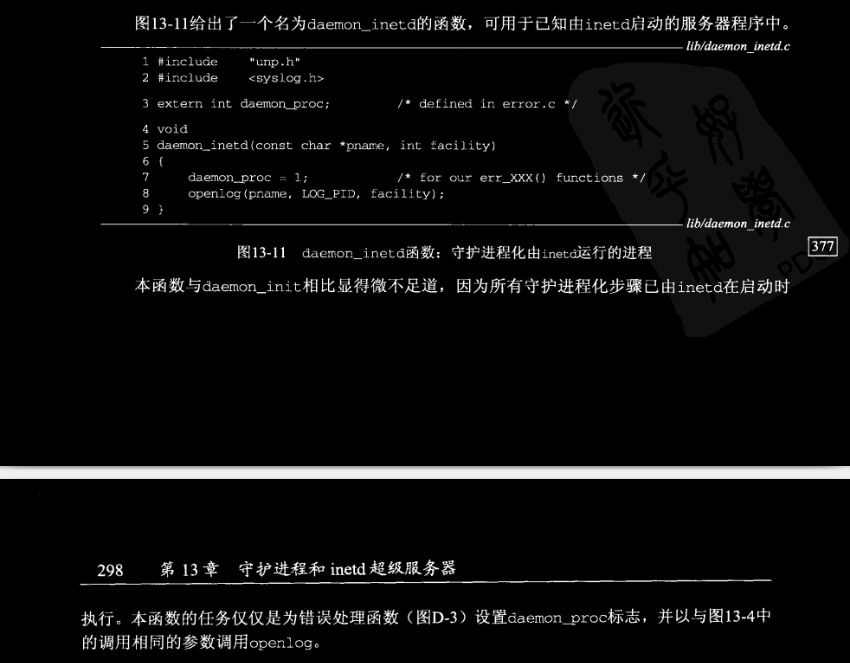 图13-11给出了一个名为daemon_inetd的函数，可用于已知由inetd启动的服务器程序中。
lib/daemon_inetd.c
1 #include "unp.h"
2 #include <syslog.h>
3 extern int daemon_proc; /* defined in error.c */
4 void
5 daemon_inetd(const char *pname, int facility)
6 {
7 daemon_proc = 1; /* for our err_XXX() functions */
8 openlog(pname, LOG_PID, facility);
9 }
lib/daemon_inetd.c
图13-11 daemon_inetd函数：守护进程化由inetd运行的进程
377
本函数与daemon_init相比显得微不足道，因为所有守护进程化步骤已由inetd在启动时
298 第 13 章 守护进程和 inetd 超级服务器
执行。本函数的任务仅仅是为错误处理函数（图D-3）设置daemon_proc标志，并以与图13-4中
的调用相同的参数调用openlog。